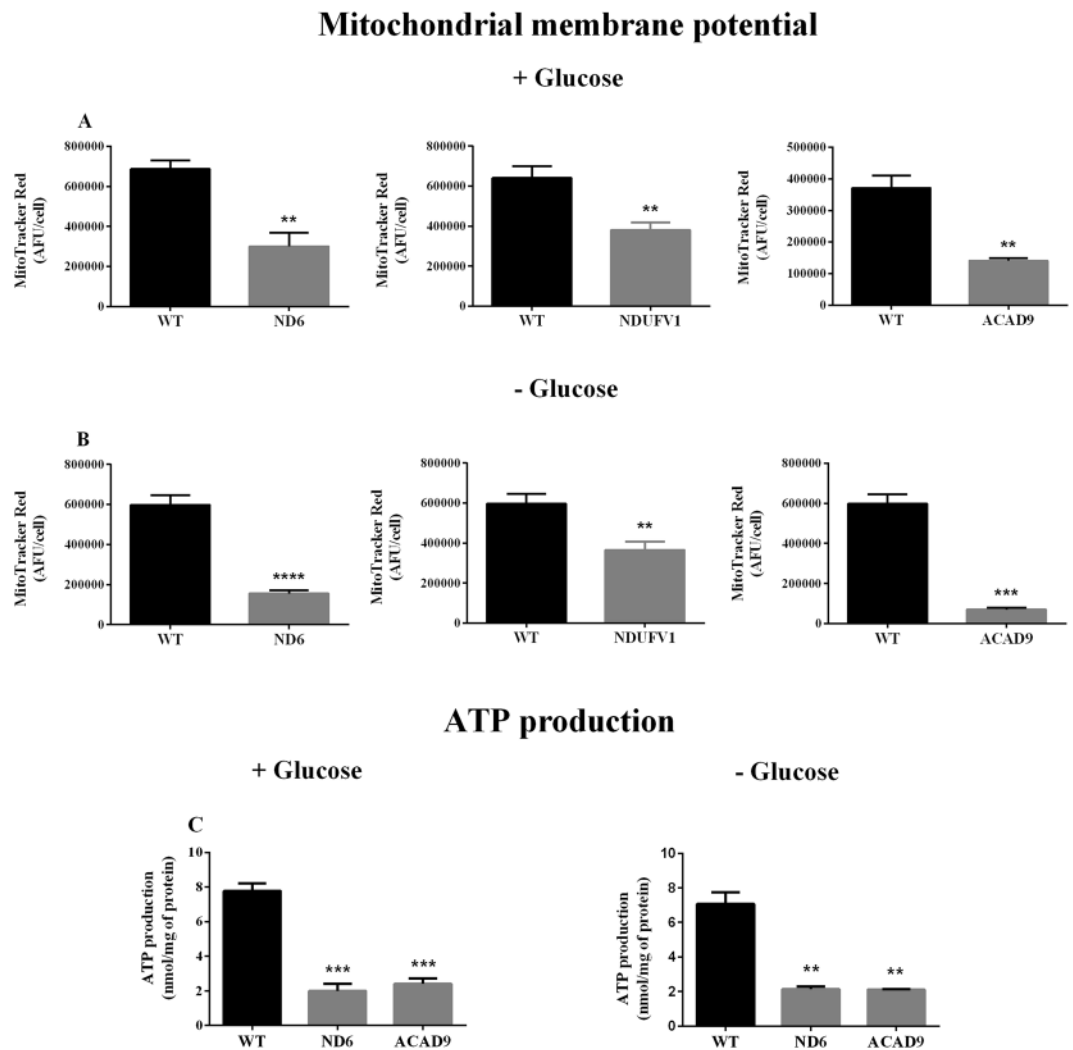 Mitochondrial membrane potential
+ Glucose
A
MitoTracker Red
(AFU/cell)
800000
600000
400000
200000
0
**
WT
ND6
MitoTracker Red
(AFU/cell)
800000
600000
400000
200000
0
**
WT
NDUFV1
MitoTracker Red
(AFU/cell)
500000
400000
300000
200000
100000
0
**
WT
ACAD9
- Glucose
B
MitoTracker Red
(AFU/cell)
800000
600000
400000
200000
0
****
WT
ND6
MitoTracker Red
(AFU/cell)
800000
600000
400000
200000
0
**
WT
NDUFV1
MitoTracker Red
(AFU/cell)
800000
600000
400000
200000
0
***
WT
ACAD9
ATP production
+ Glucose
- Glucose
C
ATP production
(nmol/mg of protein)
10
8
6
4
2
0
***
***
WT
ND6
ACAD9
ATP production
(nmol/mg of protein)
10
8
6
4
2
0
**
**
WT
ND6
ACAD9